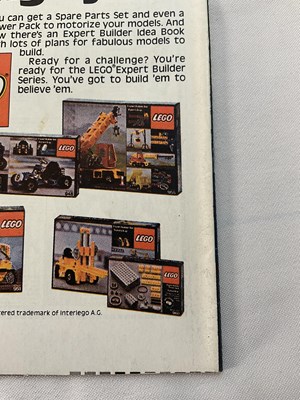 u can get a Spare Parts Set and even a
wer Pack to motorize your models. And
w there's an Expert Builder Idea Book
th lots of plans for fabulous models to
build.
Ready for a challenge? You're
ready for the LEGO® Expert Builder
Series. You've got to build 'em to
believe 'em.
LEGO
LEGO
LEGO
LEGO
LEGO
ered trademark of Interlego A.G.